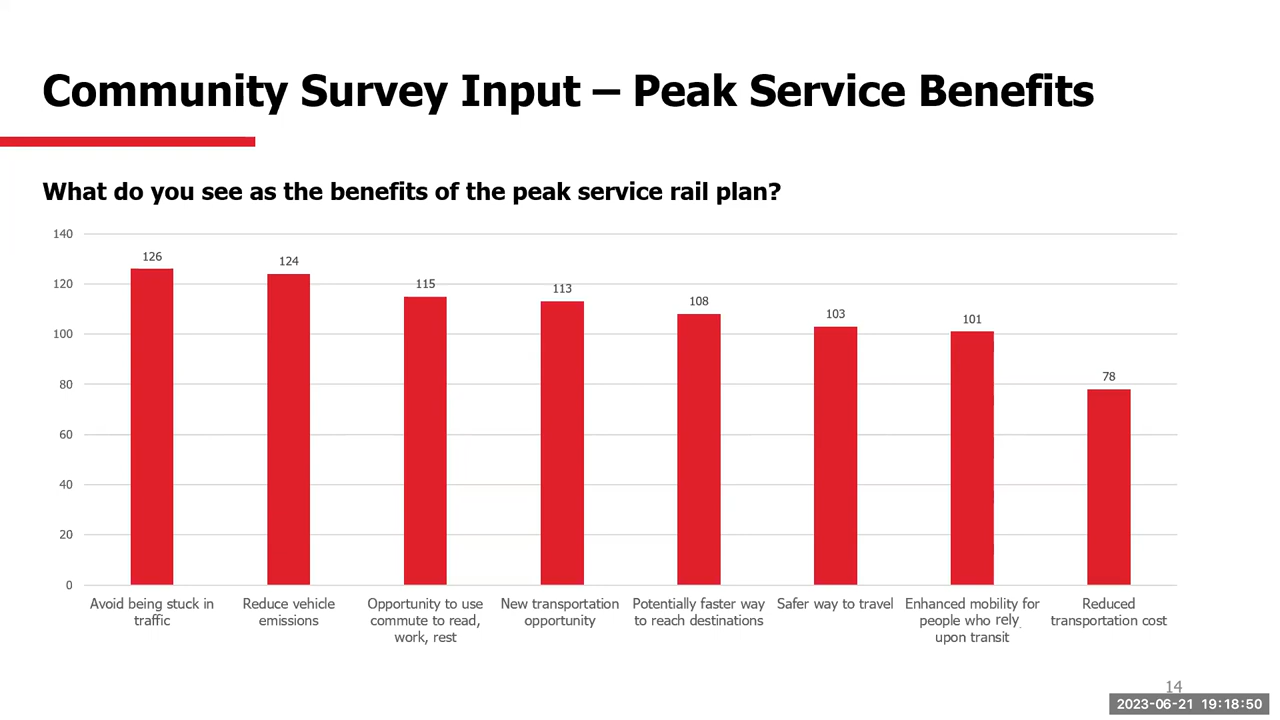 Community Survey Input – Peak Service Benefits
What do you see as the benefits of the peak service rail plan?
140
120
100
80
60
40
20
0
126
124
115
113
108
103
101
78
Avoid being stuck in
traffic
Reduce vehicle
emissions
Opportunity to use
commute to read,
work, rest
New transportation
opportunity
Potentially faster way
to reach destinations
Safer way to travel
Enhanced mobility for
people who rely
upon transit
Reduced
transportation cost
14
2023-06-21 19:18:50